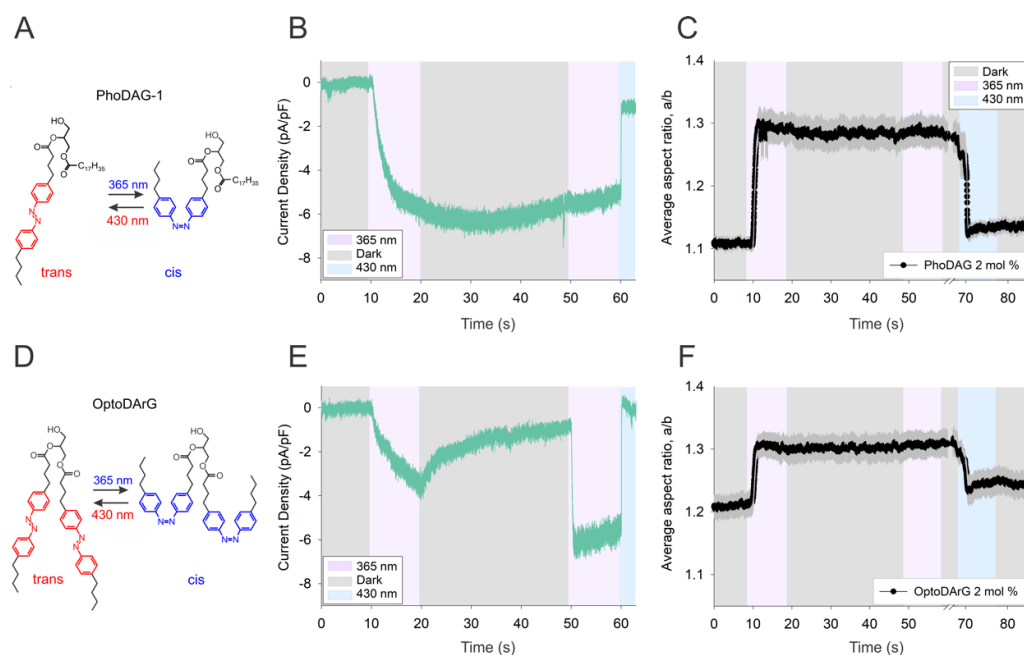 A
PhoDAG-1
HO
O
O
O
O
C17H35
N
N
365 nm
430 nm
trans
HO
O
O
O
O
C17H35
N=N
cis
B
Current Density (pA/pF)
0
-2
-4
-6
-8
365 nm
Dark
430 nm
0 10 20 30 40 50 60
Time (s)
C
Average aspect ratio, a/b
1.4
1.3
1.2
1.1
Dark
365 nm
430 nm
PhoDAG 2 mol %
0 10 20 30 40 50 60 70 80
Time (s)
D
OptoDArG
HO
O
O
O
O
N
N
N
N
365 nm
430 nm
trans
HO
O
O
O
O
N=N
N=N
cis
E
Current Density (pA/pF)
0
-2
-4
-6
-8
365 nm
Dark
430 nm
0 10 20 30 40 50 60
Time (s)
F
Average aspect ratio, a/b
1.4
1.3
1.2
1.1
OptoDArG 2 mol %
0 10 20 30 40 50 60 70 80
Time (s)